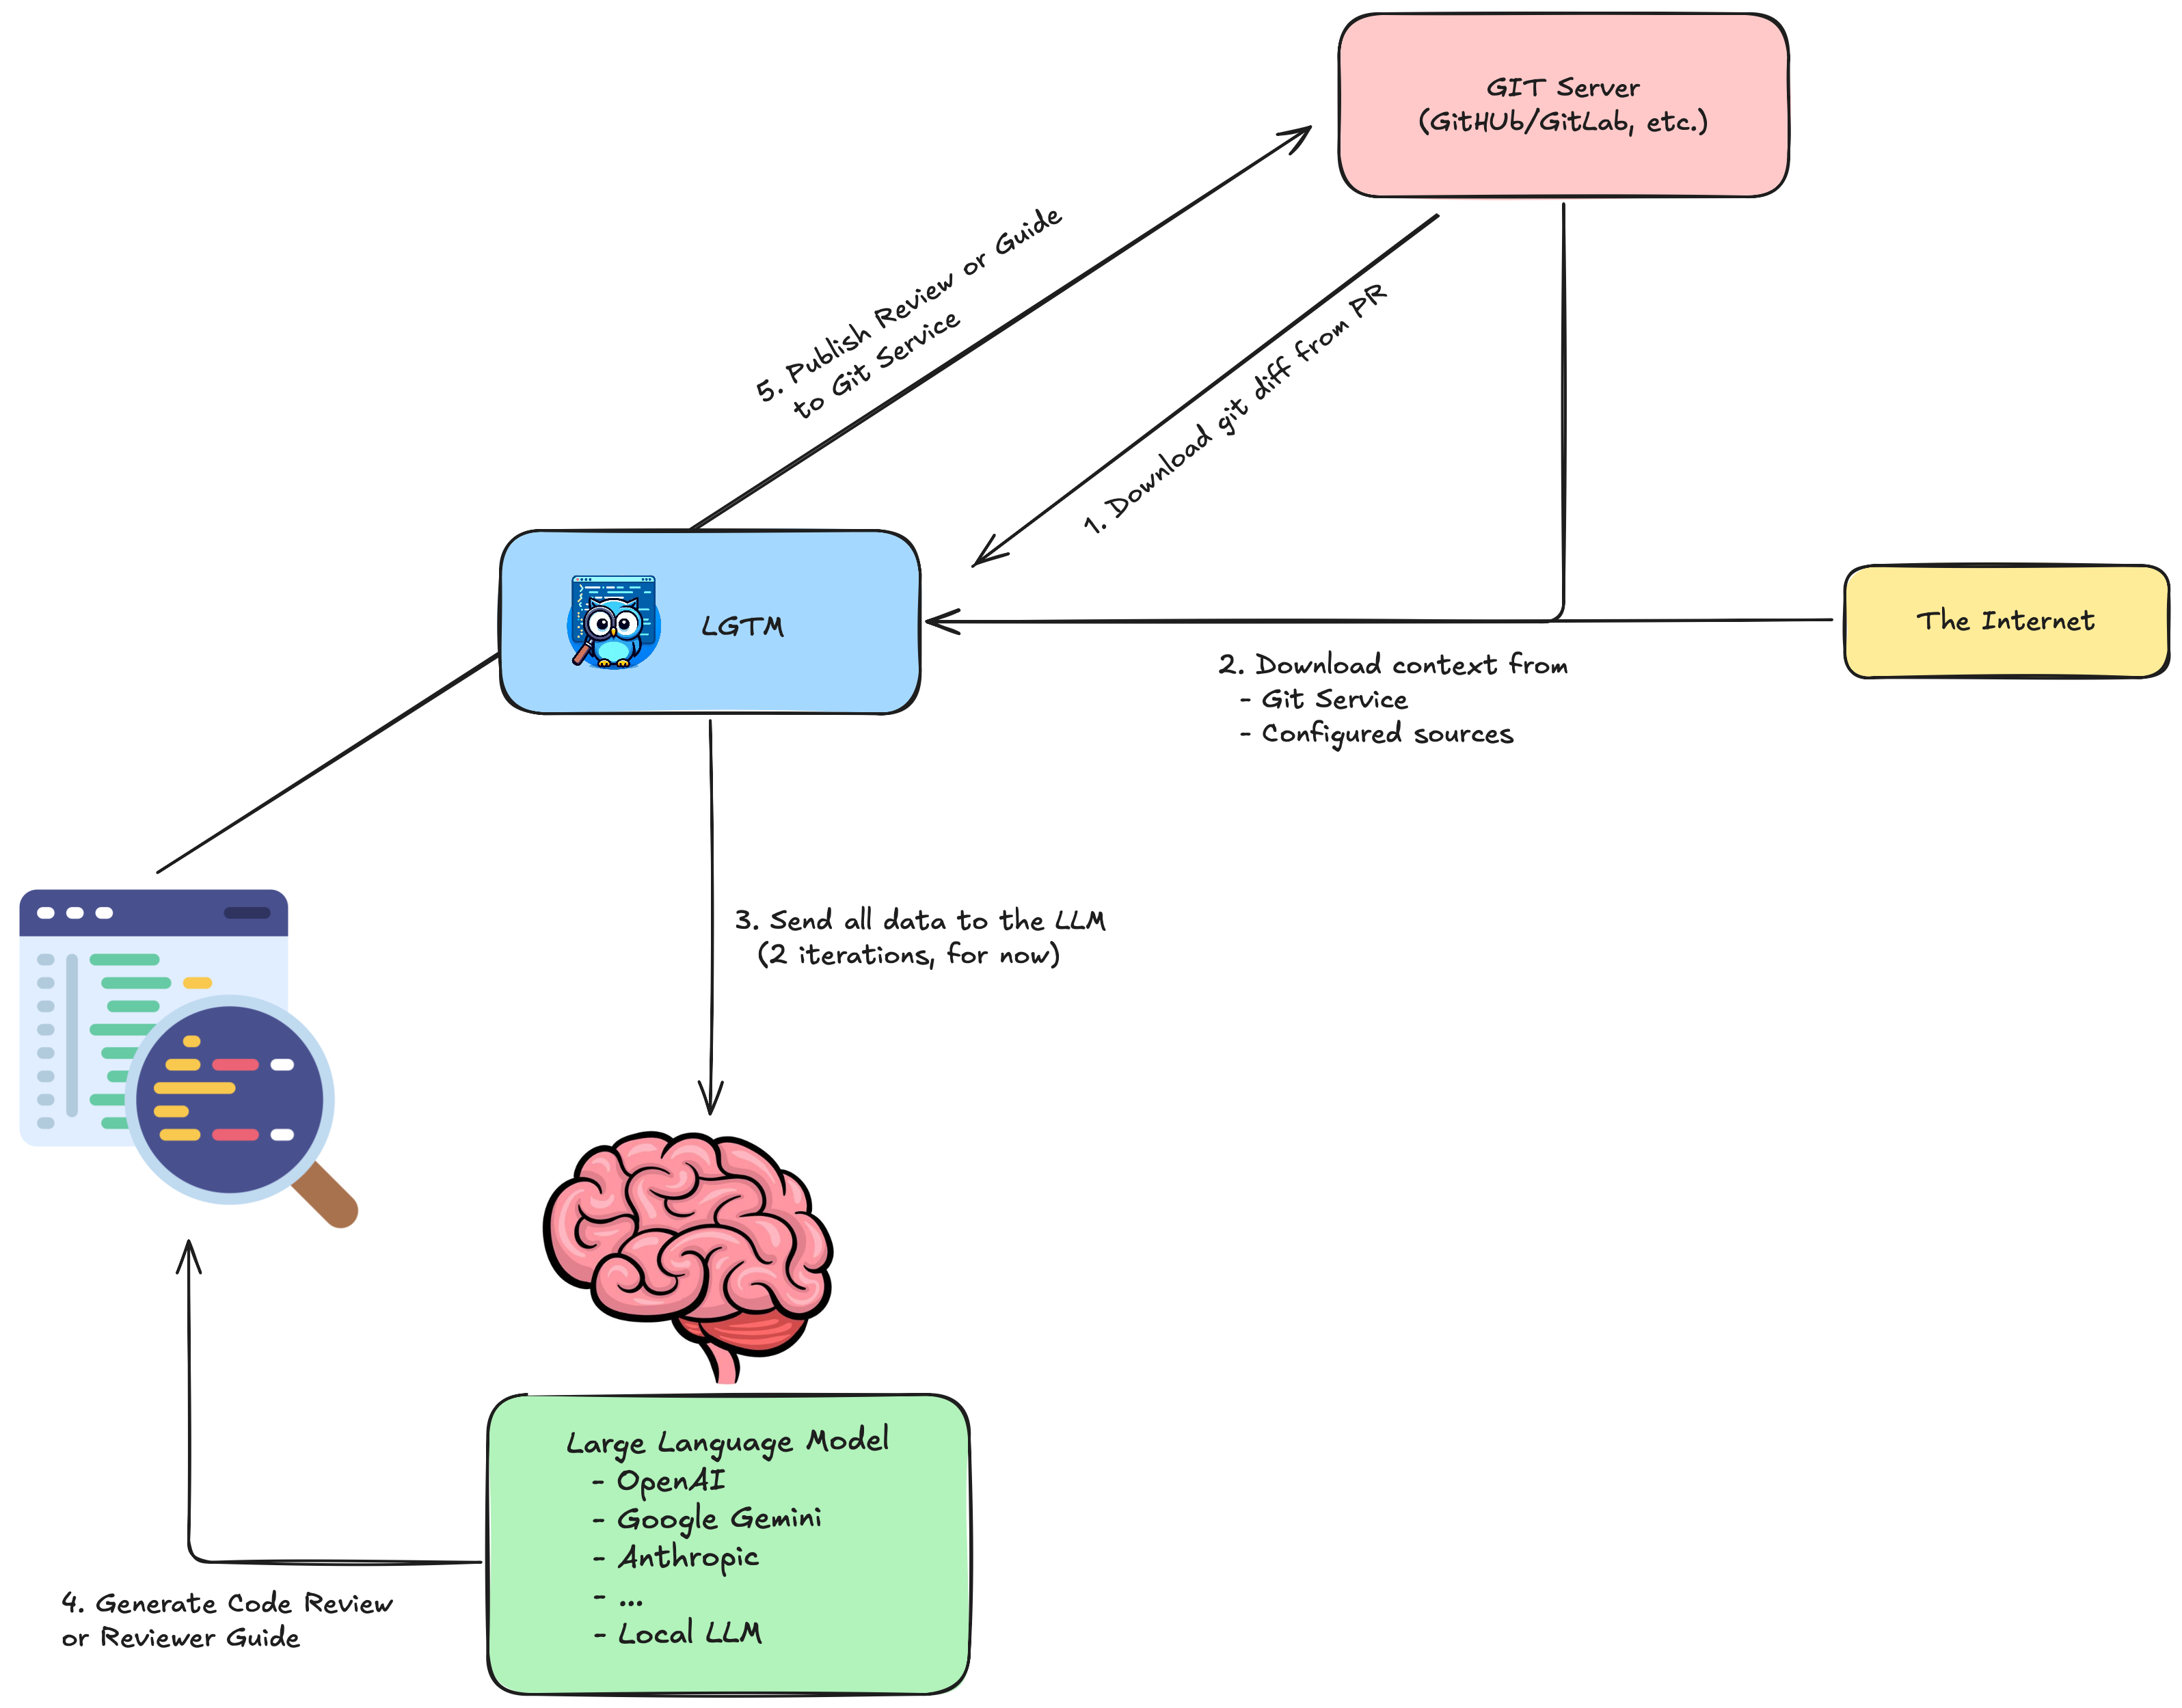 GIT Server
(GitHUb/GitLab, etc.)
5. Publish Review or Guide
to Git Service
1. Download git diff from PR
LGTM
The Internet
2. Download context from
- Git Service
- Configured sources
3. Send all data to the LLM
(2 iterations, for now)
Large Language Model
- OpenAI
- Google Gemini
- Anthropic
- ...
- Local LLM
4. Generate Code Review
or Reviewer Guide